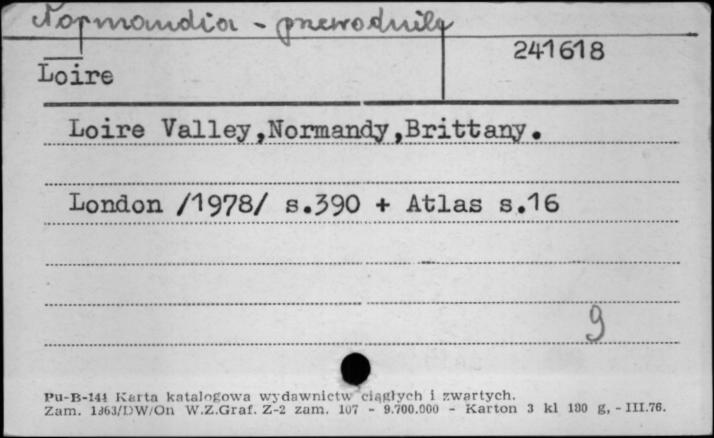 Normandia - przewodniki
241618
Loire
Loire Valley,Normandy,Brittany.
London /1978/ s.390 + Atlas s.16
9
Pu-B-141 Karta katalogowa wydawnictw ciągłych i zwartych.
Zam. 1363/DW/On W.Z.Graf. Z-2 zam. 107 - 9.700.000 - Karton 3 kl 180 g, - III.76.